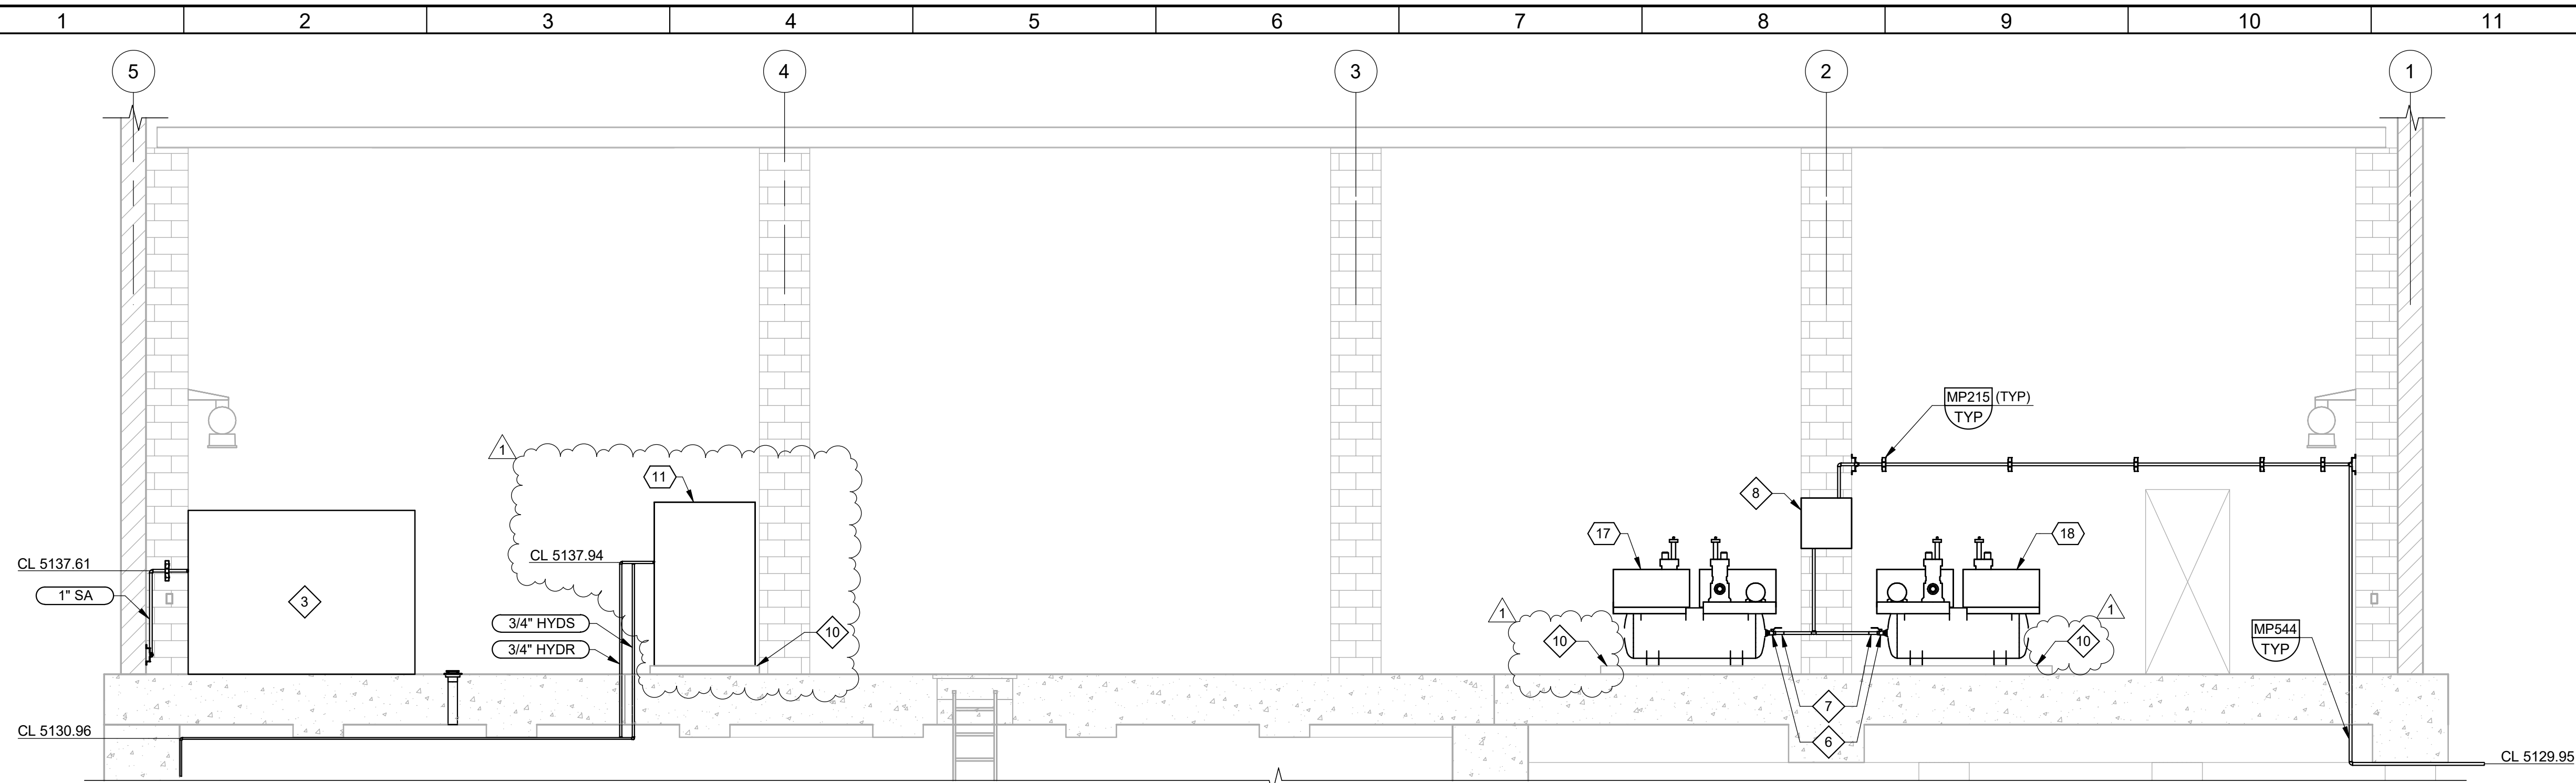 1 2 3 4 5 6 7 8 9 10 11
5 4 3 2 1
MP215 (TYP)
TYP
1
11
8
17
18
CL 5137.94
CL 5137.61
1" SA
3
3/4" HYDS
3/4" HYDR
10
1
10
1
10
MP544
TYP
7
6
CL 5130.96
CL 5129.95